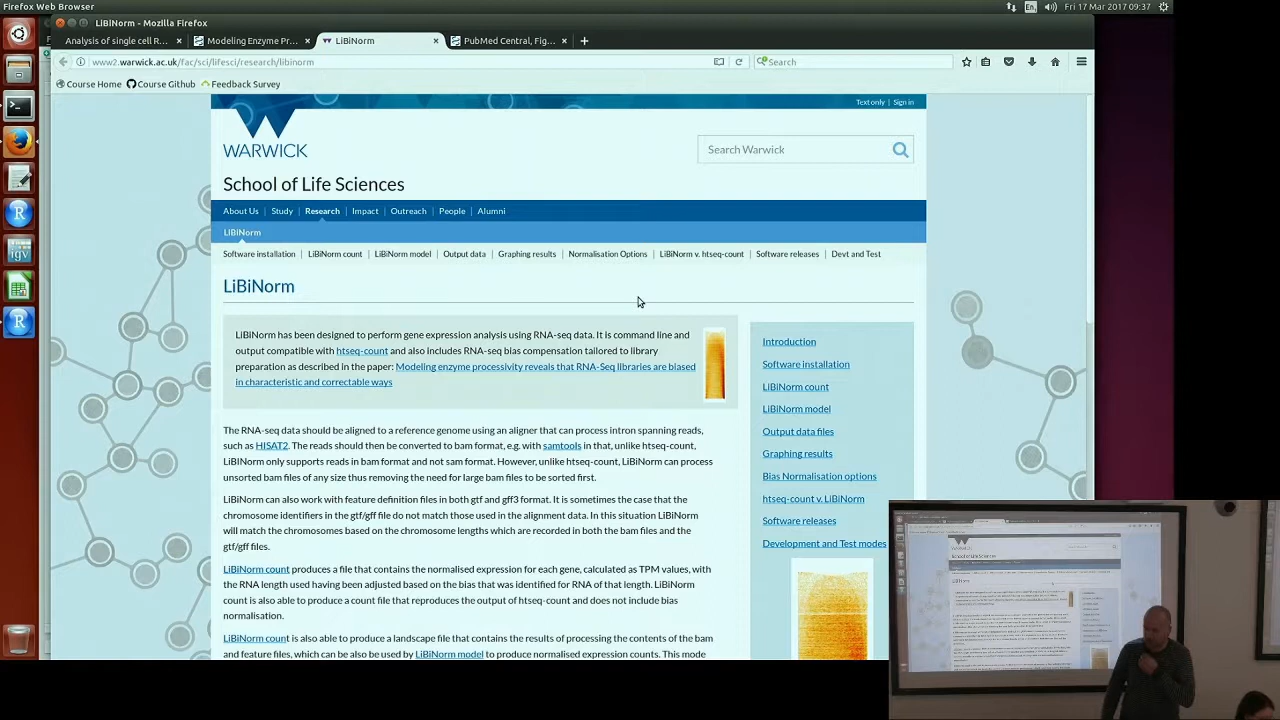 Firefox Web Browser
En
Fri 17 Mar 2017 09:37
LiBiNorm - Mozilla Firefox
Analysis of single cell R...
Modeling Enzyme Pr...
LiBiNorm
PubMed Central, Fig...
www2.warwick.ac.uk/fac/sci/lifesci/research/libinorm
Search
Course Home
Course Github
Feedback Survey
Text only | Sign in
WARWICK
Search Warwick
School of Life Sciences
About Us | Study | Research | Impact | Outreach | People | Alumni
LiBiNorm
Software installation | LiBiNorm count | LiBiNorm model | Output data | Graphing results | Normalisation Options | LiBiNorm v. htseq-count | Software releases | Devt and Test
LiBiNorm
LiBiNorm has been designed to perform gene expression analysis using RNA-seq data. It is command line and
output compatible with htseq-count and also includes RNA-seq bias compensation tailored to library
preparation as described in the paper: Modeling enzyme processivity reveals that RNA-Seq libraries are biased
in characteristic and correctable ways
The RNA-seq data should be aligned to a reference genome using an aligner that can process intron spanning reads,
such as HISAT2. The reads should then be converted to bam format, e.g. with samtools in that, unlike htseq-count,
LiBiNorm only supports reads in bam format and not sam format. However, unlike htseq-count, LiBiNorm can process
unsorted bam files of any size thus removing the need for large bam files to be sorted first.
LiBiNorm can also work with feature definition files in both gtf and gff3 format. It is sometimes the case that the
chromosome identifiers in the gtf/gff file do not match those used in the alignment data. In this situation LiBiNorm
will match the chromosomes based on the chromosome lengths which are recorded in both the bam files and the
gtf/gff files.
LiBiNorm count produces a file that contains the normalised expression for each gene, calculated as TPM values, with
the RNA length used having been adjusted based on the bias that was identified for RNA of that length. LiBiNorm
count is also able to produce a count file that reproduces the output of htseq-count and does not include bias
normalisation.
LiBiNorm count is also able to produce a landscape file that contains the results of processing the contents of the bam
and feature files, which can also be used by LiBiNorm model to produce normalised expression counts. This mode
Introduction
Software installation
LiBiNorm count
LiBiNorm model
Output data files
Graphing results
Bias Normalisation options
htseq-count v. LiBiNorm
Software releases
Development and Test modes
R
igv
R